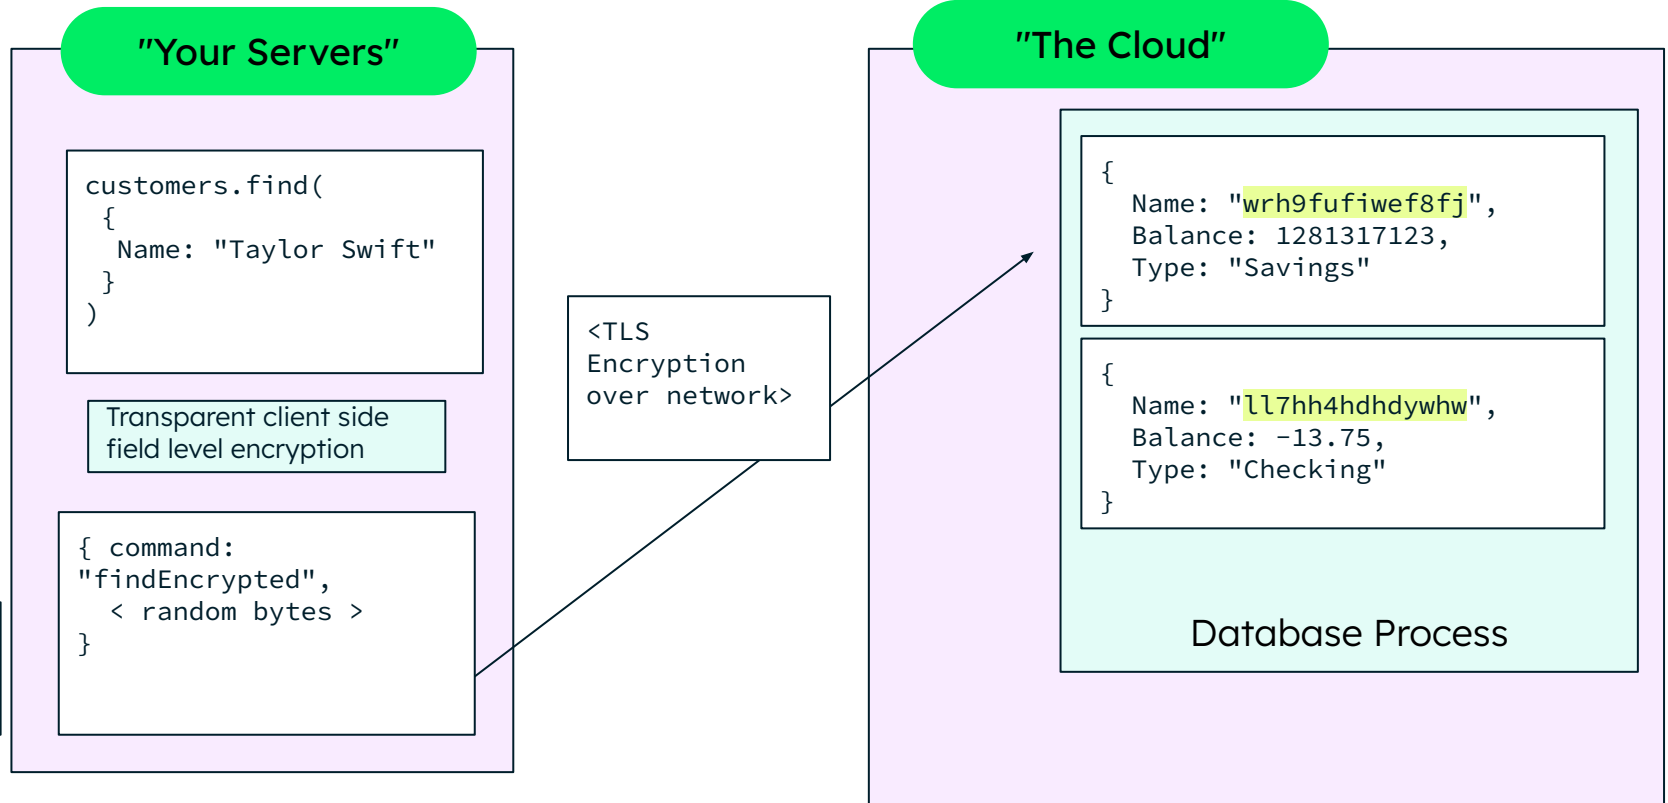 "Your Servers"
customers.find(
{
Name: "Taylor Swift"
}
)
Transparent client side
field level encryption
{ command:
"findEncrypted",
< random bytes >
}
<TLS
Encryption
over network>
"The Cloud"
{
Name: "wrh9fufiwef8fj",
Balance: 1281317123,
Type: "Savings"
}
{
Name: "ll7hh4hdhdywhw",
Balance: -13.75,
Type: "Checking"
}
Database Process